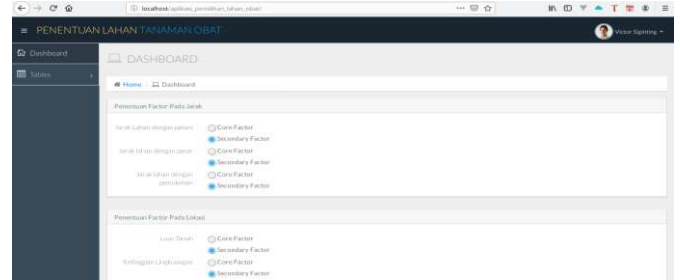 localhost/aplikasi_pemilihan_lahan_obat/
PENENTUAN LAHAN TANAMAN OBAT
Victor Siginting
Dashboard
DASHBOARD
Tables
Home / Dashboard
Penentuan Factor Pada Jarak
Jarak Lahan dengan petani
Core Factor
Secondary Factor
Jarak lahan dengan pasar
Core Factor
Secondary Factor
Jarak lahan dengan pemukiman
Core Factor
Secondary Factor
Penentuan Factor Pada Lokasi
Luas Tanah
Core Factor
Secondary Factor
Ketinggian Lingkungan
Core Factor
Secondary Factor